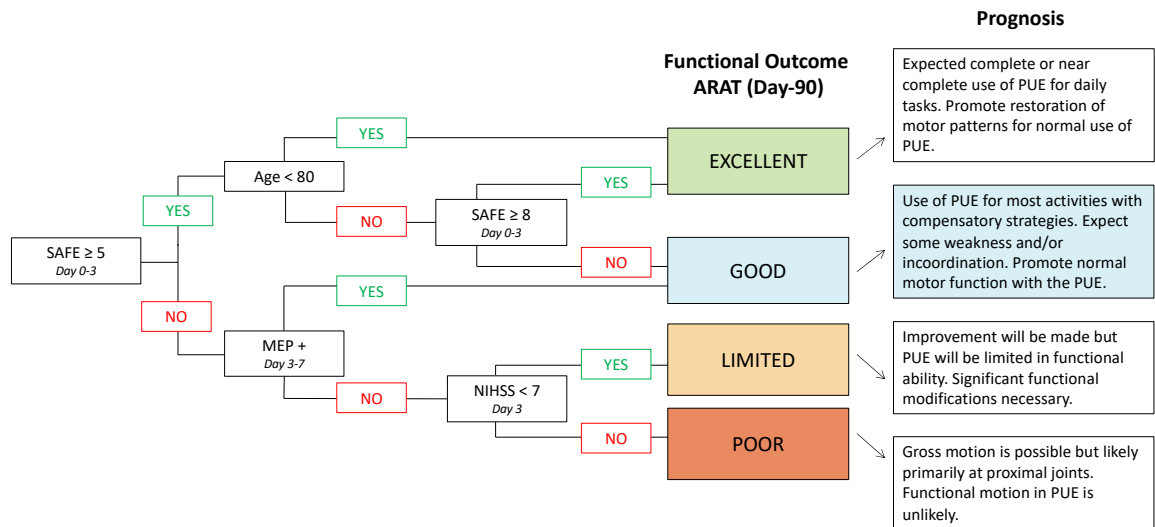 Prognosis
Functional Outcome
ARAT (Day-90)
Expected complete or near
complete use of PUE for daily
tasks. Promote restoration of
motor patterns for normal use of
PUE.
YES
EXCELLENT
Age < 80
YES
YES
NO
SAFE ≥ 8
Day 0-3
Use of PUE for most activities with
compensatory strategies. Expect
some weakness and/or
incoordination. Promote normal
motor function with the PUE.
SAFE ≥ 5
Day 0-3
NO
GOOD
YES
NO
MEP +
Day 3-7
Improvement will be made but
PUE will be limited in functional
ability. Significant functional
modifications necessary.
YES
LIMITED
NO
NIHSS < 7
Day 3
NO
POOR
Gross motion is possible but likely
primarily at proximal joints.
Functional motion in PUE is
unlikely.